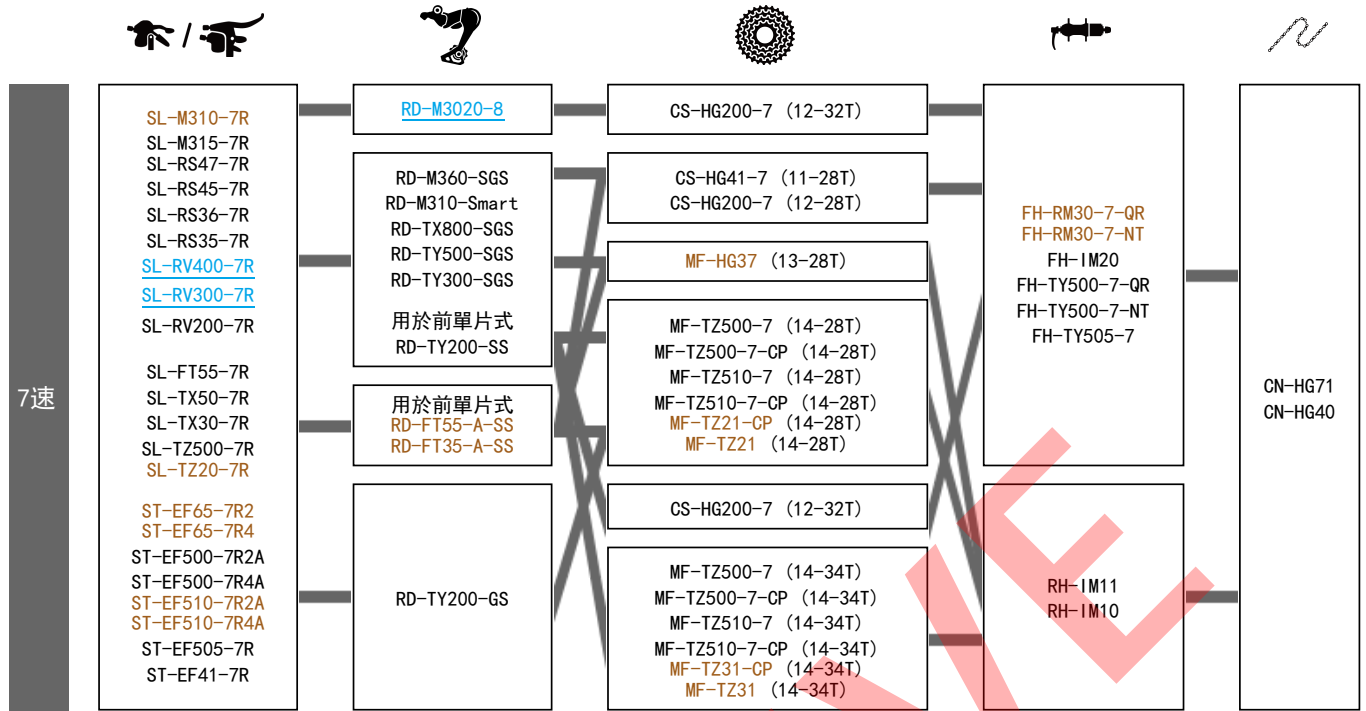 7速
SL-M310-7R
SL-M315-7R
SL-RS47-7R
SL-RS45-7R
SL-RS36-7R
SL-RS35-7R
SL-RV400-7R
SL-RV300-7R
SL-RV200-7R
SL-FT55-7R
SL-TX50-7R
SL-TX30-7R
SL-TZ500-7R
SL-TZ20-7R
ST-EF65-7R2
ST-EF65-7R4
ST-EF500-7R2A
ST-EF500-7R4A
ST-EF510-7R2A
ST-EF510-7R4A
ST-EF505-7R
ST-EF41-7R
RD-M3020-8
RD-M360-SGS
RD-M310-Smart
RD-TX800-SGS
RD-TY500-SGS
RD-TY300-SGS
用於前單片式
RD-TY200-SS
用於前單片式
RD-FT55-A-SS
RD-FT35-A-SS
RD-TY200-GS
CS-HG200-7 (12-32T)
CS-HG41-7 (11-28T)
CS-HG200-7 (12-28T)
MF-HG37 (13-28T)
MF-TZ500-7 (14-28T)
MF-TZ500-7-CP (14-28T)
MF-TZ510-7 (14-28T)
MF-TZ510-7-CP (14-28T)
MF-TZ21-CP (14-28T)
MF-TZ21 (14-28T)
CS-HG200-7 (12-32T)
MF-TZ500-7 (14-34T)
MF-TZ500-7-CP (14-34T)
MF-TZ510-7 (14-34T)
MF-TZ510-7-CP (14-34T)
MF-TZ31-CP (14-34T)
MF-TZ31 (14-34T)
FH-RM30-7-QR
FH-RM30-7-NT
FH-IM20
FH-TY500-7-QR
FH-TY500-7-NT
FH-TY505-7
RH-IM11
RH-IM10
CN-HG71
CN-HG40
VE